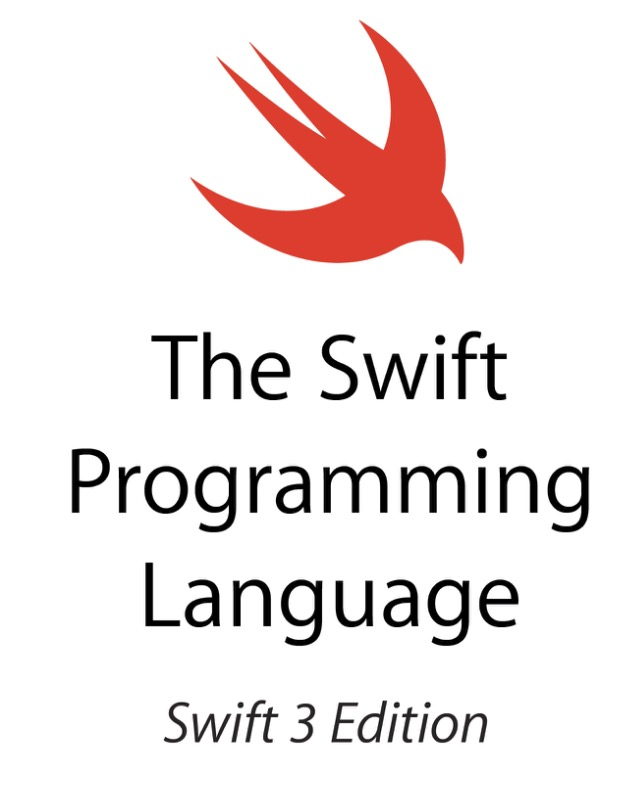 The Swift
Programming
Language
Swift 3 Edition